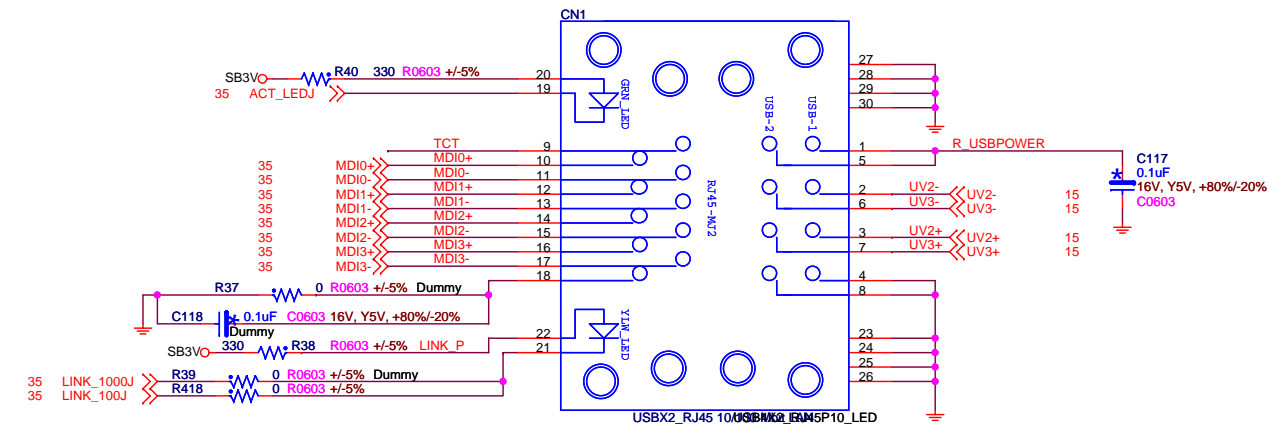 CN1
SB3V R40 330 R0603 +/-5% 20
35 ACT_LEDJ 19
GRN_LED
27
28
29
30
USB-2 USB-1
TCT 9
35 MDI0+ MDI0+ 10
35 MDI0- MDI0- 11
35 MDI1+ MDI1+ 12
35 MDI1- MDI1- 13
35 MDI2+ MDI2+ 14
35 MDI2- MDI2- 15
35 MDI3+ MDI3+ 16
35 MDI3- MDI3- 17
18
RJ45-MJ2
1 R_USBPOWER
5
2 UV2- UV2- 15
6 UV3- UV3- 15
3 UV2+ UV2+ 15
7 UV3+ UV3+ 15
4
8
C117
0.1uF
16V, Y5V, +80%/-20%
C0603
R37 0 R0603 +/-5% Dummy
C118 0.1uF C0603 16V, Y5V, +80%/-20%
Dummy
SB3V 330 R38 R0603 +/-5% LINK_P
22
21
YLW_LED
23
24
25
26
35 LINK_1000J R39 0 R0603 +/-5% Dummy
35 LINK_100J R418 0 R0603 +/-5%
USBX2_RJ45